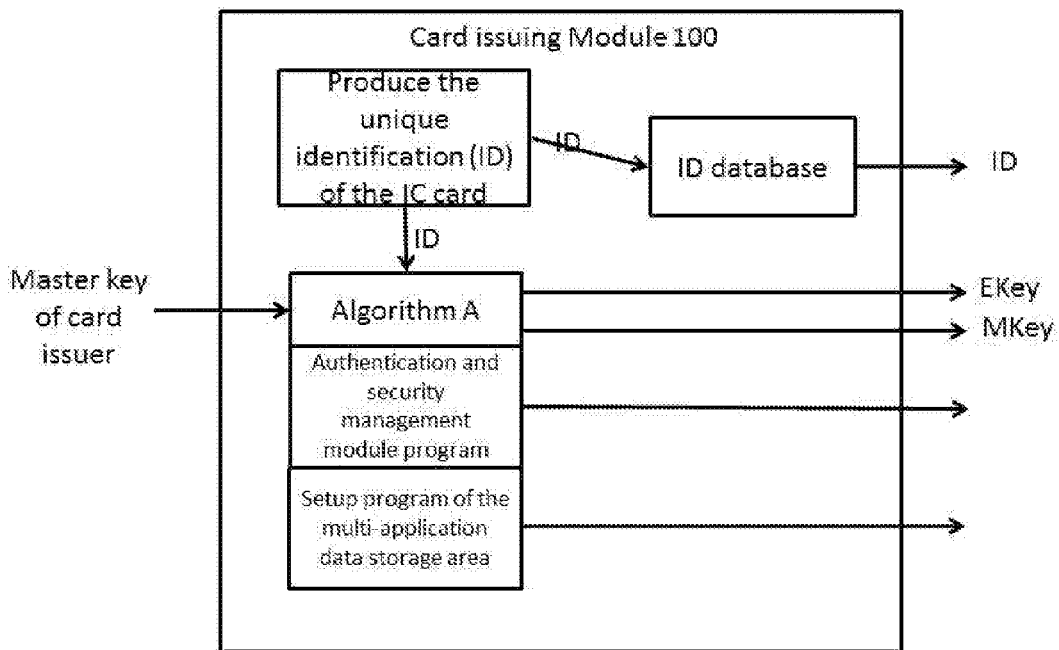 Card issuing Module 100
Produce the
unique
identification (ID)
of the IC card
ID
ID database
ID
ID
Master key
of card
issuer
Algorithm A
EKey
MKey
Authentication and
security
management
module program
Setup program of the
multi-application
data storage area